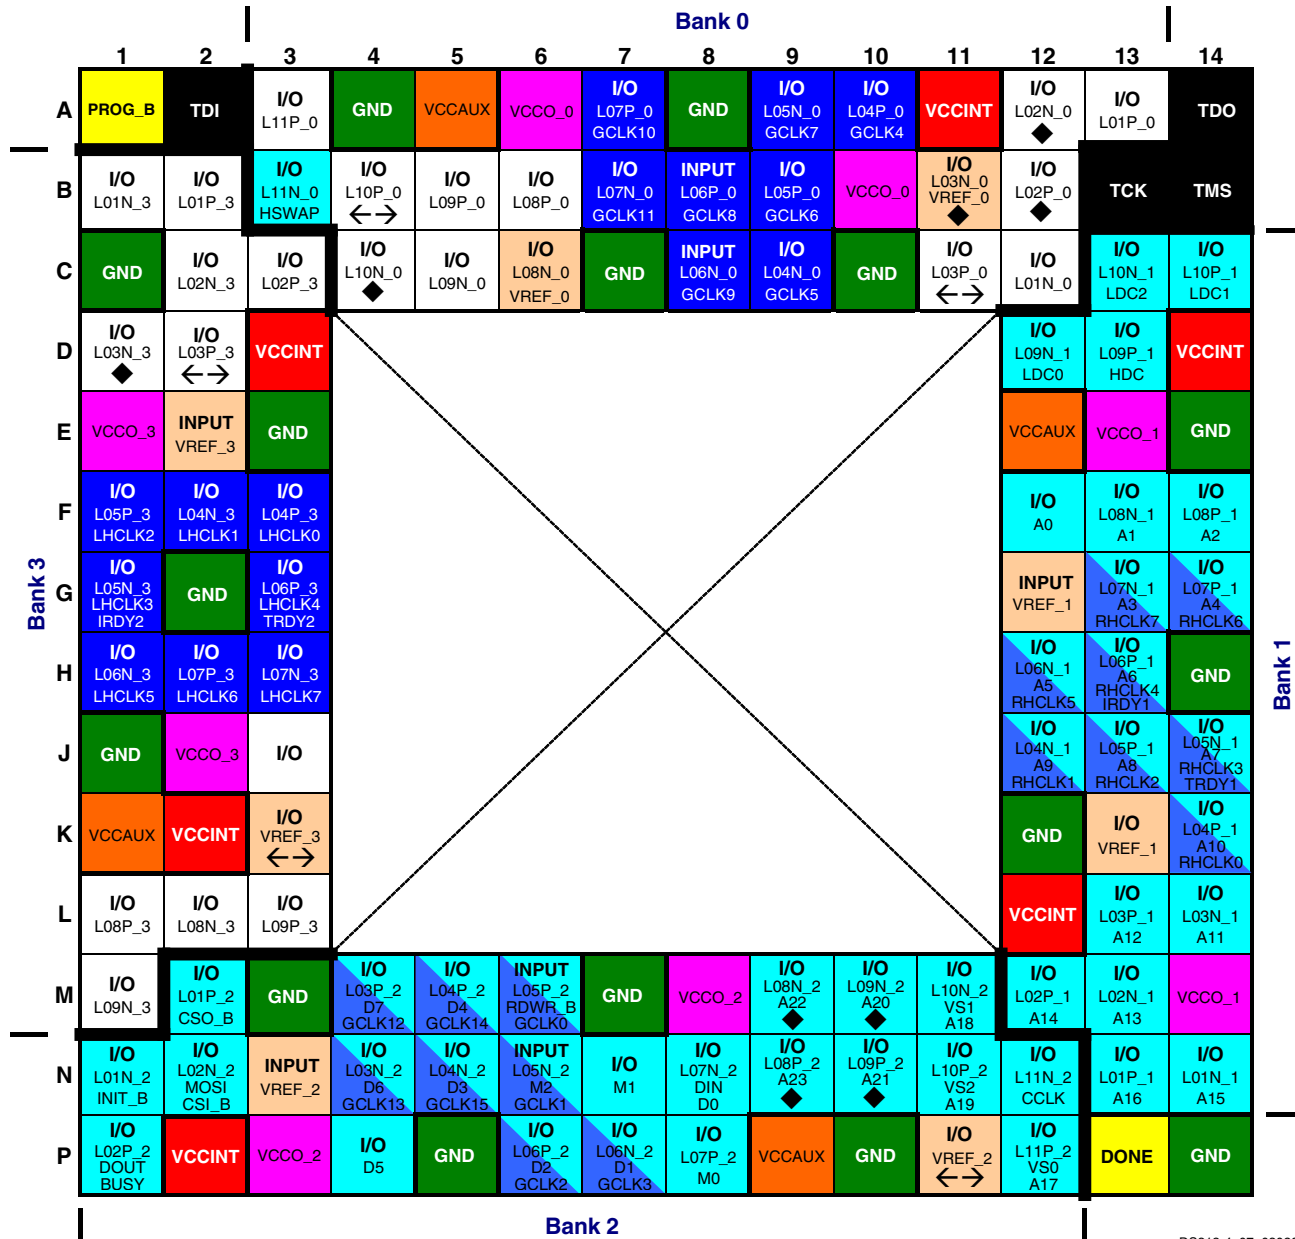 Bank 0
1 2 3 4 5 6 7 8 9 10 11 12 13 14
A
PROG_B
TDI
I/O
L11P_0
GND
VCCAUX
VCCO_0
I/O
L07P_0
GCLK10
GND
I/O
L05N_0
GCLK7
I/O
L04P_0
GCLK4
VCCINT
I/O
L02N_0
◆
I/O
L01P_0
TDO
B
I/O
L01N_3
I/O
L01P_3
I/O
L11N_0
HSWAP
I/O
L10P_0
←→
I/O
L09P_0
I/O
L08P_0
I/O
L07N_0
GCLK11
INPUT
L06P_0
GCLK8
I/O
L05P_0
GCLK6
VCCO_0
I/O
L03N_0
VREF_0
◆
I/O
L02P_0
◆
TCK
TMS
C
GND
I/O
L02N_3
I/O
L02P_3
I/O
L10N_0
◆
I/O
L09N_0
I/O
L08N_0
VREF_0
GND
INPUT
L06N_0
GCLK9
I/O
L04N_0
GCLK5
GND
I/O
L03P_0
←→
I/O
L01N_0
I/O
L10N_1
LDC2
I/O
L10P_1
LDC1
D
I/O
L03N_3
◆
I/O
L03P_3
←→
VCCINT
I/O
L09N_1
LDC0
I/O
L09P_1
HDC
VCCINT
E
VCCO_3
INPUT
VREF_3
GND
VCCAUX
VCCO_1
GND
F
I/O
L05P_3
LHCLK2
I/O
L04N_3
LHCLK1
I/O
L04P_3
LHCLK0
I/O
A0
I/O
L08N_1
A1
I/O
L08P_1
A2
Bank 3
G
I/O
L05N_3
LHCLK3
IRDY2
GND
I/O
L06P_3
LHCLK4
TRDY2
INPUT
VREF_1
I/O
L07N_1
A3
RHCLK7
I/O
L07P_1
A4
RHCLK6
H
I/O
L06N_3
LHCLK5
I/O
L07P_3
LHCLK6
I/O
L07N_3
LHCLK7
I/O
L06N_1
A5
RHCLK5
I/O
L06P_1
A6
RHCLK4
IRDY1
GND
Bank 1
J
GND
VCCO_3
I/O
I/O
L04N_1
A9
RHCLK1
I/O
L05P_1
A8
RHCLK2
I/O
L05N_1
A7
RHCLK3
TRDY1
K
VCCAUX
VCCINT
I/O
VREF_3
←→
GND
I/O
VREF_1
I/O
L04P_1
A10
RHCLK0
L
I/O
L08P_3
I/O
L08N_3
I/O
L09P_3
VCCINT
I/O
L03P_1
A12
I/O
L03N_1
A11
M
I/O
L09N_3
I/O
L01P_2
CSO_B
GND
I/O
L03P_2
D7
GCLK12
I/O
L04P_2
D4
GCLK14
INPUT
L05P_2
RDWR_B
GCLK0
GND
VCCO_2
I/O
L08N_2
A22
◆
I/O
L09N_2
A20
◆
I/O
L10N_2
VS1
A18
I/O
L02P_1
A14
I/O
L02N_1
A13
VCCO_1
N
I/O
L01N_2
INIT_B
I/O
L02N_2
MOSI
CSI_B
INPUT
VREF_2
I/O
L03N_2
D6
GCLK13
I/O
L04N_2
D3
GCLK15
INPUT
L05N_2
M2
GCLK1
I/O
M1
I/O
L07N_2
DIN
D0
I/O
L08P_2
A23
◆
I/O
L09P_2
A21
◆
I/O
L10P_2
VS2
A19
I/O
L11N_2
CCLK
I/O
L01P_1
A16
I/O
L01N_1
A15
P
I/O
L02P_2
DOUT
BUSY
VCCINT
VCCO_2
I/O
D5
GND
I/O
L06P_2
D2
GCLK2
I/O
L06N_2
D1
GCLK3
I/O
L07P_2
M0
VCCAUX
GND
I/O
VREF_2
←→
I/O
L11P_2
VS0
A17
DONE
GND
Bank 2